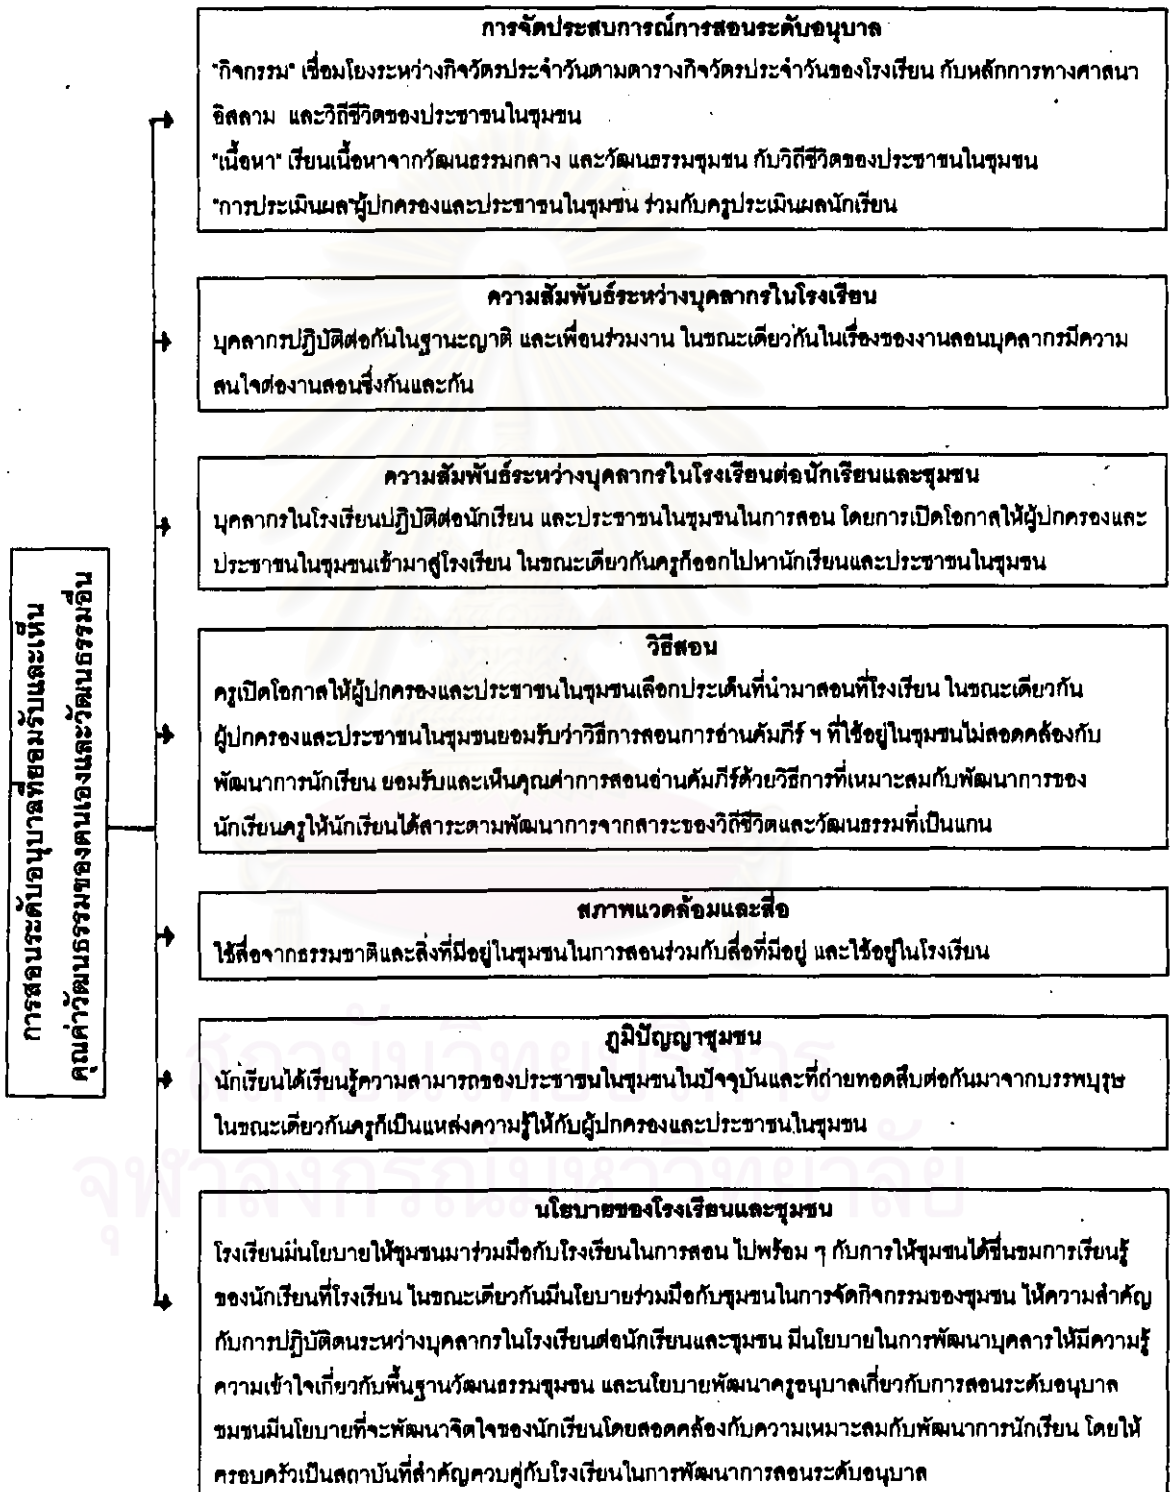 การจัดประสบการณ์การสอนระดับอนุบาล
"กิจกรรม" เชื่อมโยงระหว่างกิจวัตรประจำวันตามตารางกิจวัตรประจำวันของโรงเรียน กับหลักการทางศาสนา
อิสลาม และวิถีชีวิตของประชาชนในชุมชน
"เนื้อหา" เรียนเนื้อหาจากวัฒนธรรมกลาง และวัฒนธรรมชุมชน กับวิถีชีวิตของประชาชนในชุมชน
"การประเมินผล"ผู้ปกครองและประชาชนในชุมชน ร่วมกับครูประเมินผลนักเรียน
ความสัมพันธ์ระหว่างบุคลากรในโรงเรียน
บุคลากรปฏิบัติต่อกันในฐานะญาติ และเพื่อนร่วมงาน ในขณะเดียวกันในเรื่องของงานสอนบุคลากรมีความ
สนใจต่องานสอนซึ่งกันและกัน
ความสัมพันธ์ระหว่างบุคลากรในโรงเรียนต่อนักเรียนและชุมชน
บุคลากรในโรงเรียนปฏิบัติต่อนักเรียน และประชาชนในชุมชนในการสอน โดยการเปิดโอกาสให้ผู้ปกครองและ
ประชาชนในชุมชนเข้ามาสู่โรงเรียน ในขณะเดียวกันครูก็ออกไปหานักเรียนและประชาชนในชุมชน
การสอนระดับอนุบาลที่ยอมรับและเห็น
คุณค่าวัฒนธรรมของตนเองและวัฒนธรรมอื่น
วิธีสอน
ครูเปิดโอกาสให้ผู้ปกครองและประชาชนในชุมชนเลือกประเด็นที่นำมาสอนที่โรงเรียน ในขณะเดียวกัน
ผู้ปกครองและประชาชนในชุมชนยอมรับว่าวิธีการสอนการอ่านคัมภีร์ ฯ ที่ใช้อยู่ในชุมชนไม่สอดคล้องกับ
พัฒนาการนักเรียน ยอมรับและเห็นคุณค่าการสอนอ่านคัมภีร์ด้วยวิธีการที่เหมาะสมกับพัฒนาการของ
นักเรียนครูให้นักเรียนได้สาระตามพัฒนาการจากสาระของวิถีชีวิตและวัฒนธรรมที่เป็นแกน
สภาพแวดล้อมและสื่อ
ใช้สื่อจากธรรมชาติและสิ่งที่มีอยู่ในชุมชนในการสอนร่วมกับสื่อที่มีอยู่ และใช้อยู่ในโรงเรียน
ภูมิปัญญาชุมชน
นักเรียนได้เรียนรู้ความสามารถของประชาชนในชุมชนในปัจจุบันและที่ถ่ายทอดสืบต่อกันมาจากบรรพบุรุษ
ในขณะเดียวกันครูก็เป็นแหล่งความรู้ให้กับผู้ปกครองและประชาชนในชุมชน
สถาบันวิทยบริการ
จุฬาลงกรณ์มหาวิทยาลัย
นโยบายของโรงเรียนและชุมชน
โรงเรียนมีนโยบายให้ชุมชนมาร่วมมือกับโรงเรียนในการสอน ไปพร้อม ๆ กับการให้ชุมชนได้ชื่นชมการเรียนรู้
ของนักเรียนที่โรงเรียน ในขณะเดียวกันมีนโยบายร่วมมือกับชุมชนในการจัดกิจกรรมของชุมชน ให้ความสำคัญ
กับการปฏิบัติตนระหว่างบุคลากรในโรงเรียนต่อนักเรียนและชุมชน มีนโยบายในการพัฒนาบุคลารให้มีความรู้
ความเข้าใจเกี่ยวกับพื้นฐานวัฒนธรรมชุมชน และนโยบายพัฒนาครูอนุบาลเกี่ยวกับการสอนระดับอนุบาล
ชมชนมีนโยบายที่จะพัฒนาจิตใจของนักเรียนโดยสอดคล้องกับความเหมาะสมกับพัฒนาการนักเรียน โดยให้
ครอบครัวเป็นสถาบันที่สำคัญควบคู่กับโรงเรียนในการพัฒนาการสอนระดับอนุบาล